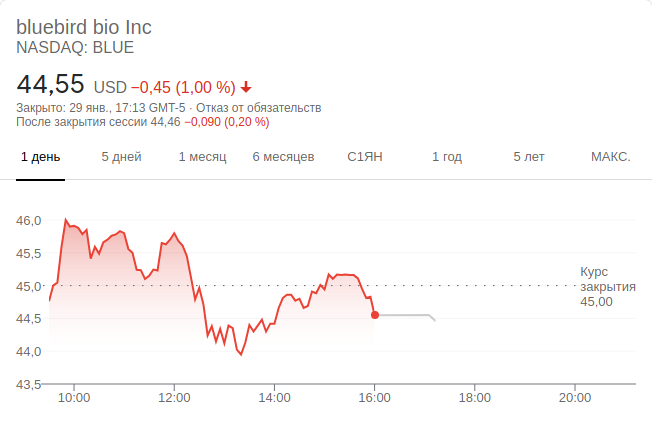 bluebird bio Inc
NASDAQ: BLUE
44,55 USD −0,45 (1,00 %)
Закрыто: 29 янв., 17:13 GMT-5 · Отказ от обязательств
После закрытия сессии 44,46 −0,090 (0,20 %)
1 день 5 дней 1 месяц 6 месяцев С1ЯН 1 год 5 лет МАКС.
46,0
45,5
45,0
44,5
44,0
43,5
Курс
закрытия
45,00
10:00 12:00 14:00 16:00 18:00 20:00